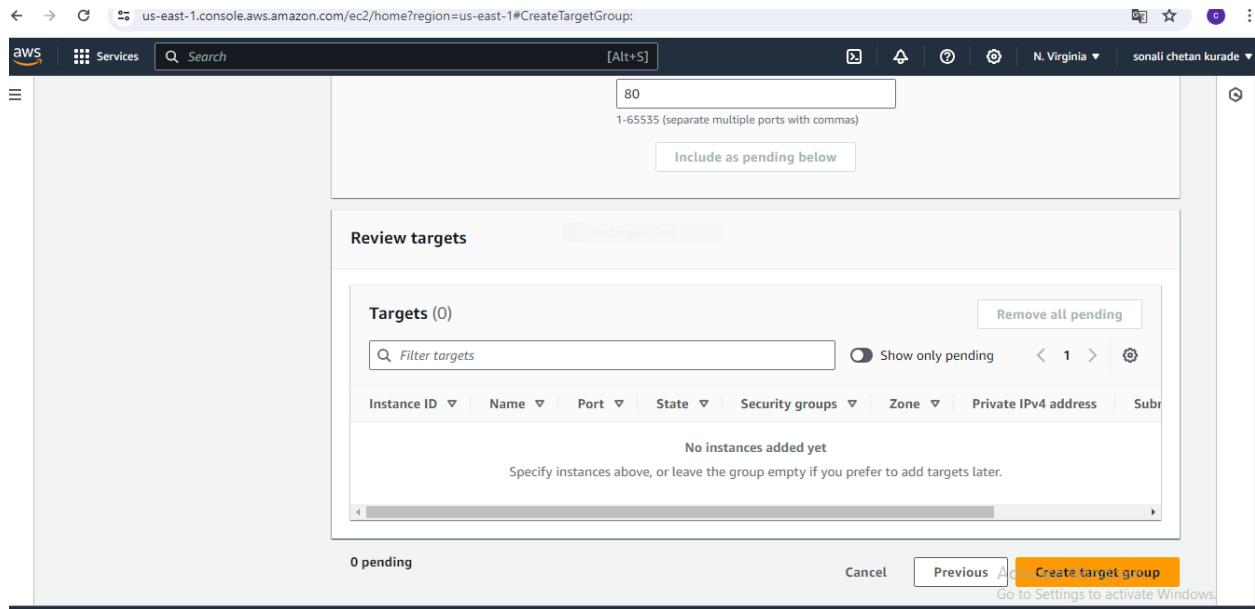 us-east-1.console.aws.amazon.com/ec2/home?region=us-east-1#CreateTargetGroup:
C
aws
Services
Search
[Alt+S]
N. Virginia
sonali chetan kurade
80
1-65535 (separate multiple ports with commas)
Include as pending below
Review targets
Rectangular Snip
Targets (0)
Remove all pending
Filter targets
Show only pending
1
Instance ID Name Port State Security groups Zone Private IPv4 address Subn
No instances added yet
Specify instances above, or leave the group empty if you prefer to add targets later.
0 pending
Cancel
Previous
Create target group
Go to Settings to activate Windows.